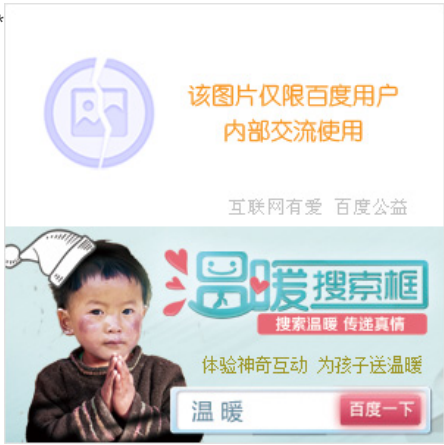 该图片仅限百度用户
内部交流使用
互联网有爱 百度公益
温暖搜索框
搜索温暖 传递真情
体验神奇互动 为孩子送温暖
温暖
百度一下